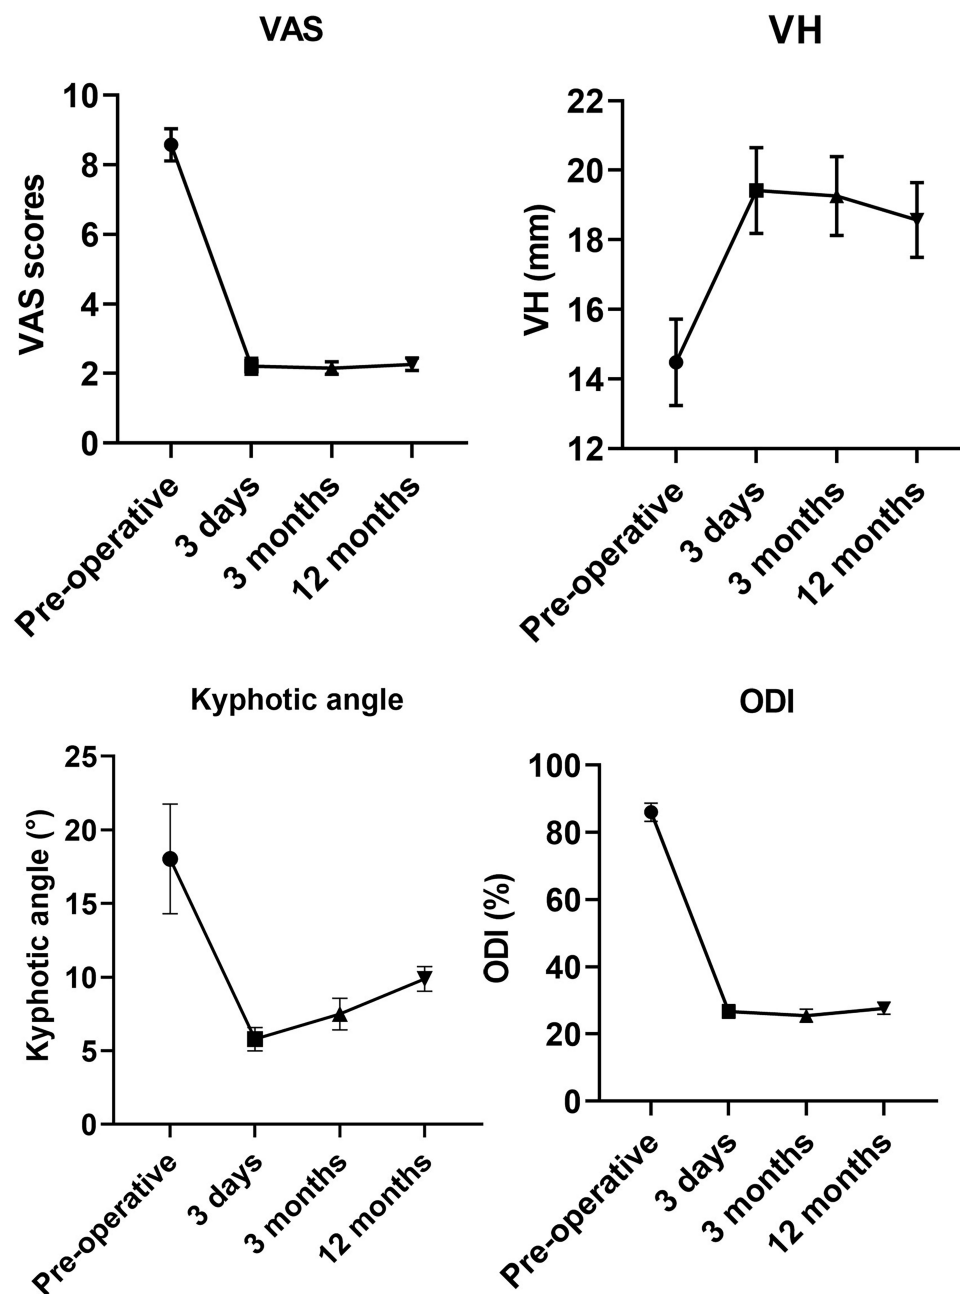 VAS
VAS scores
10
8
6
4
2
0
Pre-operative
3 days
3 months
12 months
VH
VH (mm)
22
20
18
16
14
12
Pre-operative
3 days
3 months
12 months
Kyphotic angle
Kyphotic angle (°)
25
20
15
10
5
0
Pre-operative
3 days
3 months
12 months
ODI
ODI (%)
100
80
60
40
20
0
Pre-operative
3 days
3 months
12 months